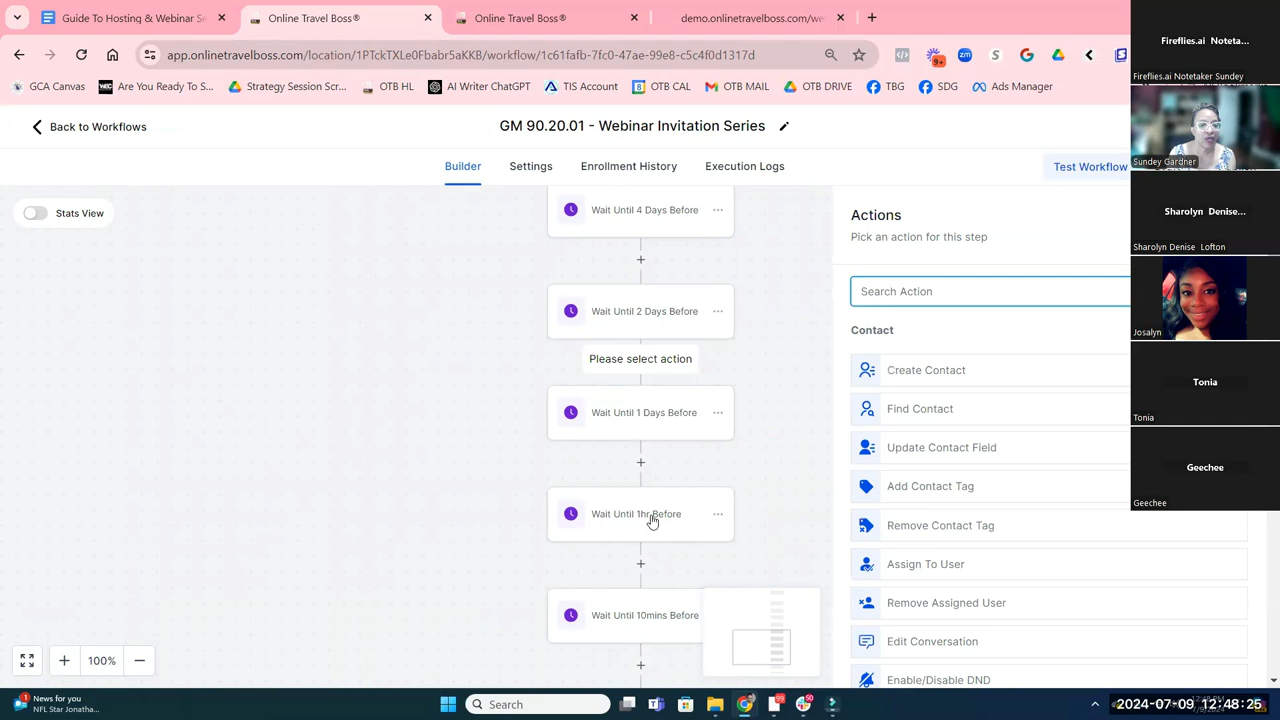 Guide To Hosting & Webinar S
Online Travel Boss®
Online Travel Boss®
demo.onlinetravelboss.com/we
app.onlinetravelboss.com/location/1PTckTXLe0Fbabr5aKKB/workflow/1c61fafb-7fc0-47ae-99e8-c5c4f0d1317d
9+
zm
S
GCA Canvas
Are You Ready To S...
Strategy Session Scr...
OTB HL
AI Writer ChatGPT
TIS Account
OTB CAL
OTB MAIL
OTB DRIVE
TBG
SDG
Ads Manager
Back to Workflows
GM 90.20.01 - Webinar Invitation Series
Builder
Settings
Enrollment History
Execution Logs
Test Workflow
Stats View
Wait Until 4 Days Before
Wait Until 2 Days Before
Please select action
Wait Until 1 Days Before
Wait Until 1hr Before
Wait Until 10mins Before
100%
Actions
Pick an action for this step
Search Action
Contact
Create Contact
Find Contact
Update Contact Field
Add Contact Tag
Remove Contact Tag
Assign To User
Remove Assigned User
Edit Conversation
Enable/Disable DND
Fireflies.ai Noteta...
Fireflies.ai Notetaker Sundey
Sundey Gardner
Sharolyn Denise...
Sharolyn Denise Lofton
Josalyn
Tonia
Tonia
Geechee
Geechee
1
News for you
NFL Star Jonatha...
Search
99
50
2024-07-09 12:48:25